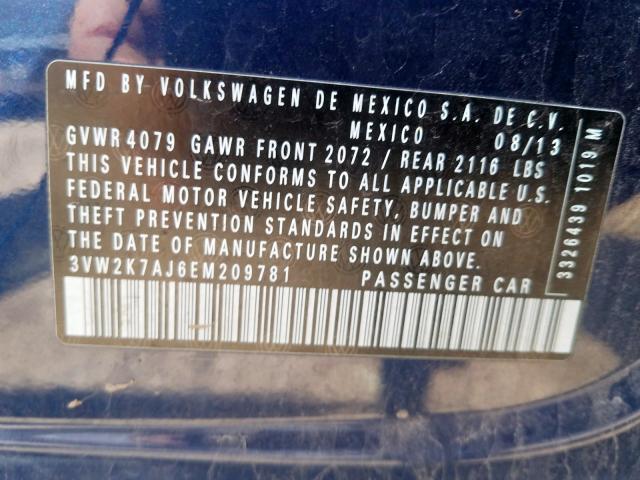 MFD BY VOLKSWAGEN DE MEXICO S.A. DE C.V.
MEXICO 08/13
GVWR 4079 GAWR FRONT 2072 / REAR 2116 LBS
THIS VEHICLE CONFORMS TO ALL APPLICABLE U.S.
FEDERAL MOTOR VEHICLE SAFETY, BUMPER AND
THEFT PREVENTION STANDARDS IN EFFECT ON
THE DATE OF MANUFACTURE SHOWN ABOVE.
3VW2K7AJ6EM209781 PASSENGER CAR
3326439 1019 M